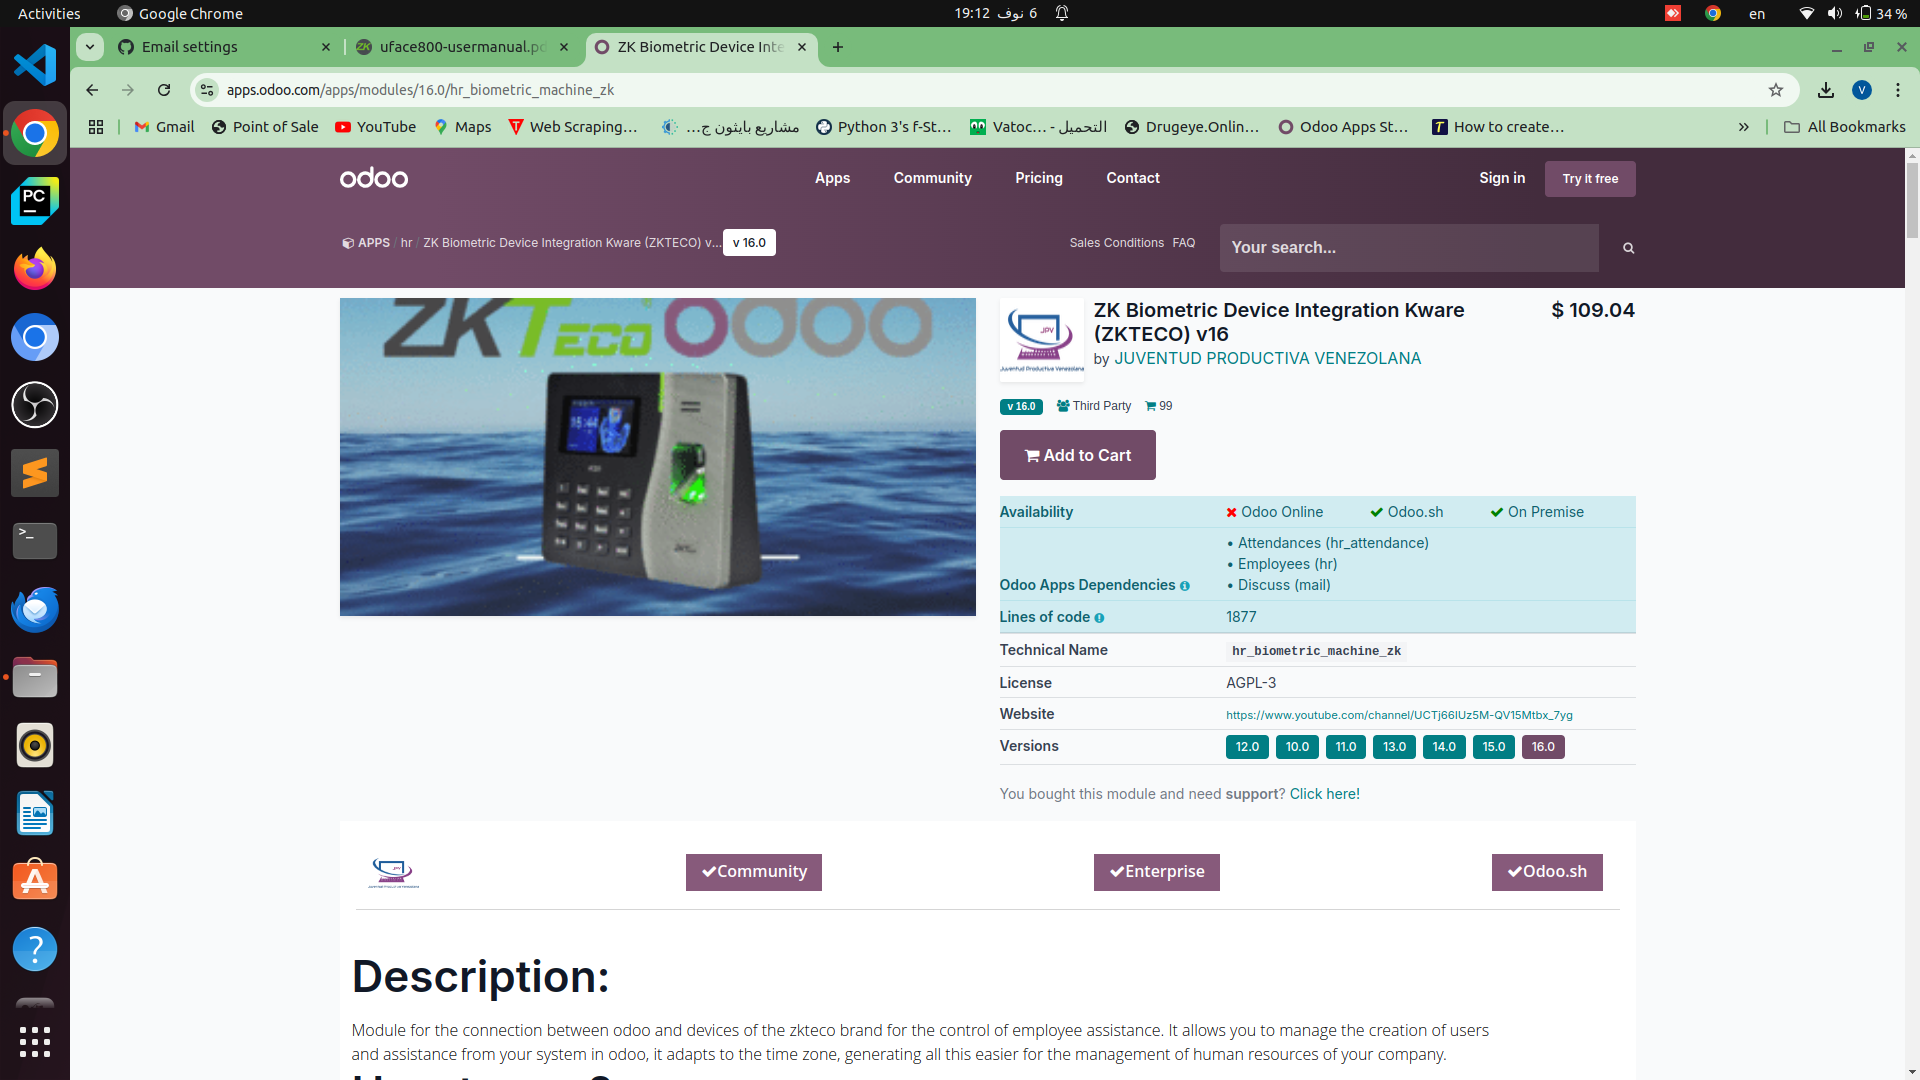 Activities
Google Chrome
6 نوف 19:12
en
34 %
Email settings
uface800-usermanual.pd
ZK Biometric Device Inte
apps.odoo.com/apps/modules/16.0/hr_biometric_machine_zk
V
Gmail
Point of Sale
YouTube
Maps
Web Scraping…
مشاريع بايثون ج…
Python 3's f-St…
Vatoc… - التحميل
Drugeye.Onlin…
Odoo Apps St…
How to create…
All Bookmarks
odoo
Apps
Community
Pricing
Contact
Sign in
Try it free
APPS / hr / ZK Biometric Device Integration Kware (ZKTECO) v...
v 16.0
Sales Conditions
FAQ
Your search...
ZKTeco odoo
JPV
Juventud Productiva Venezolana
ZK Biometric Device Integration Kware (ZKTECO) v16
$ 109.04
by JUVENTUD PRODUCTIVA VENEZOLANA
v 16.0
Third Party
99
Add to Cart
Availability
Odoo Online
Odoo.sh
On Premise
Odoo Apps Dependencies
• Attendances (hr_attendance)
• Employees (hr)
• Discuss (mail)
Lines of code
1877
Technical Name
hr_biometric_machine_zk
License
AGPL-3
Website
https://www.youtube.com/channel/UCTj66IUz5M-QV15Mtbx_7yg
Versions
12.0
10.0
11.0
13.0
14.0
15.0
16.0
You bought this module and need support? Click here!
JPV
Community
Enterprise
Odoo.sh
Description:
Module for the connection between odoo and devices of the zkteco brand for the control of employee assistance. It allows you to manage the creation of users
and assistance from your system in odoo, it adapts to the time zone, generating all this easier for the management of human resources of your company.